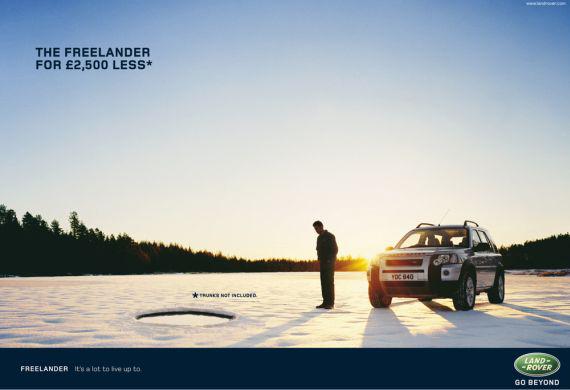 www.landrover.com
THE FREELANDER
FOR £2,500 LESS*
YDC 640
★ TRUNKS NOT INCLUDED.
FREELANDER It's a lot to live up to.
LAND-
-ROVER
GO BEYOND